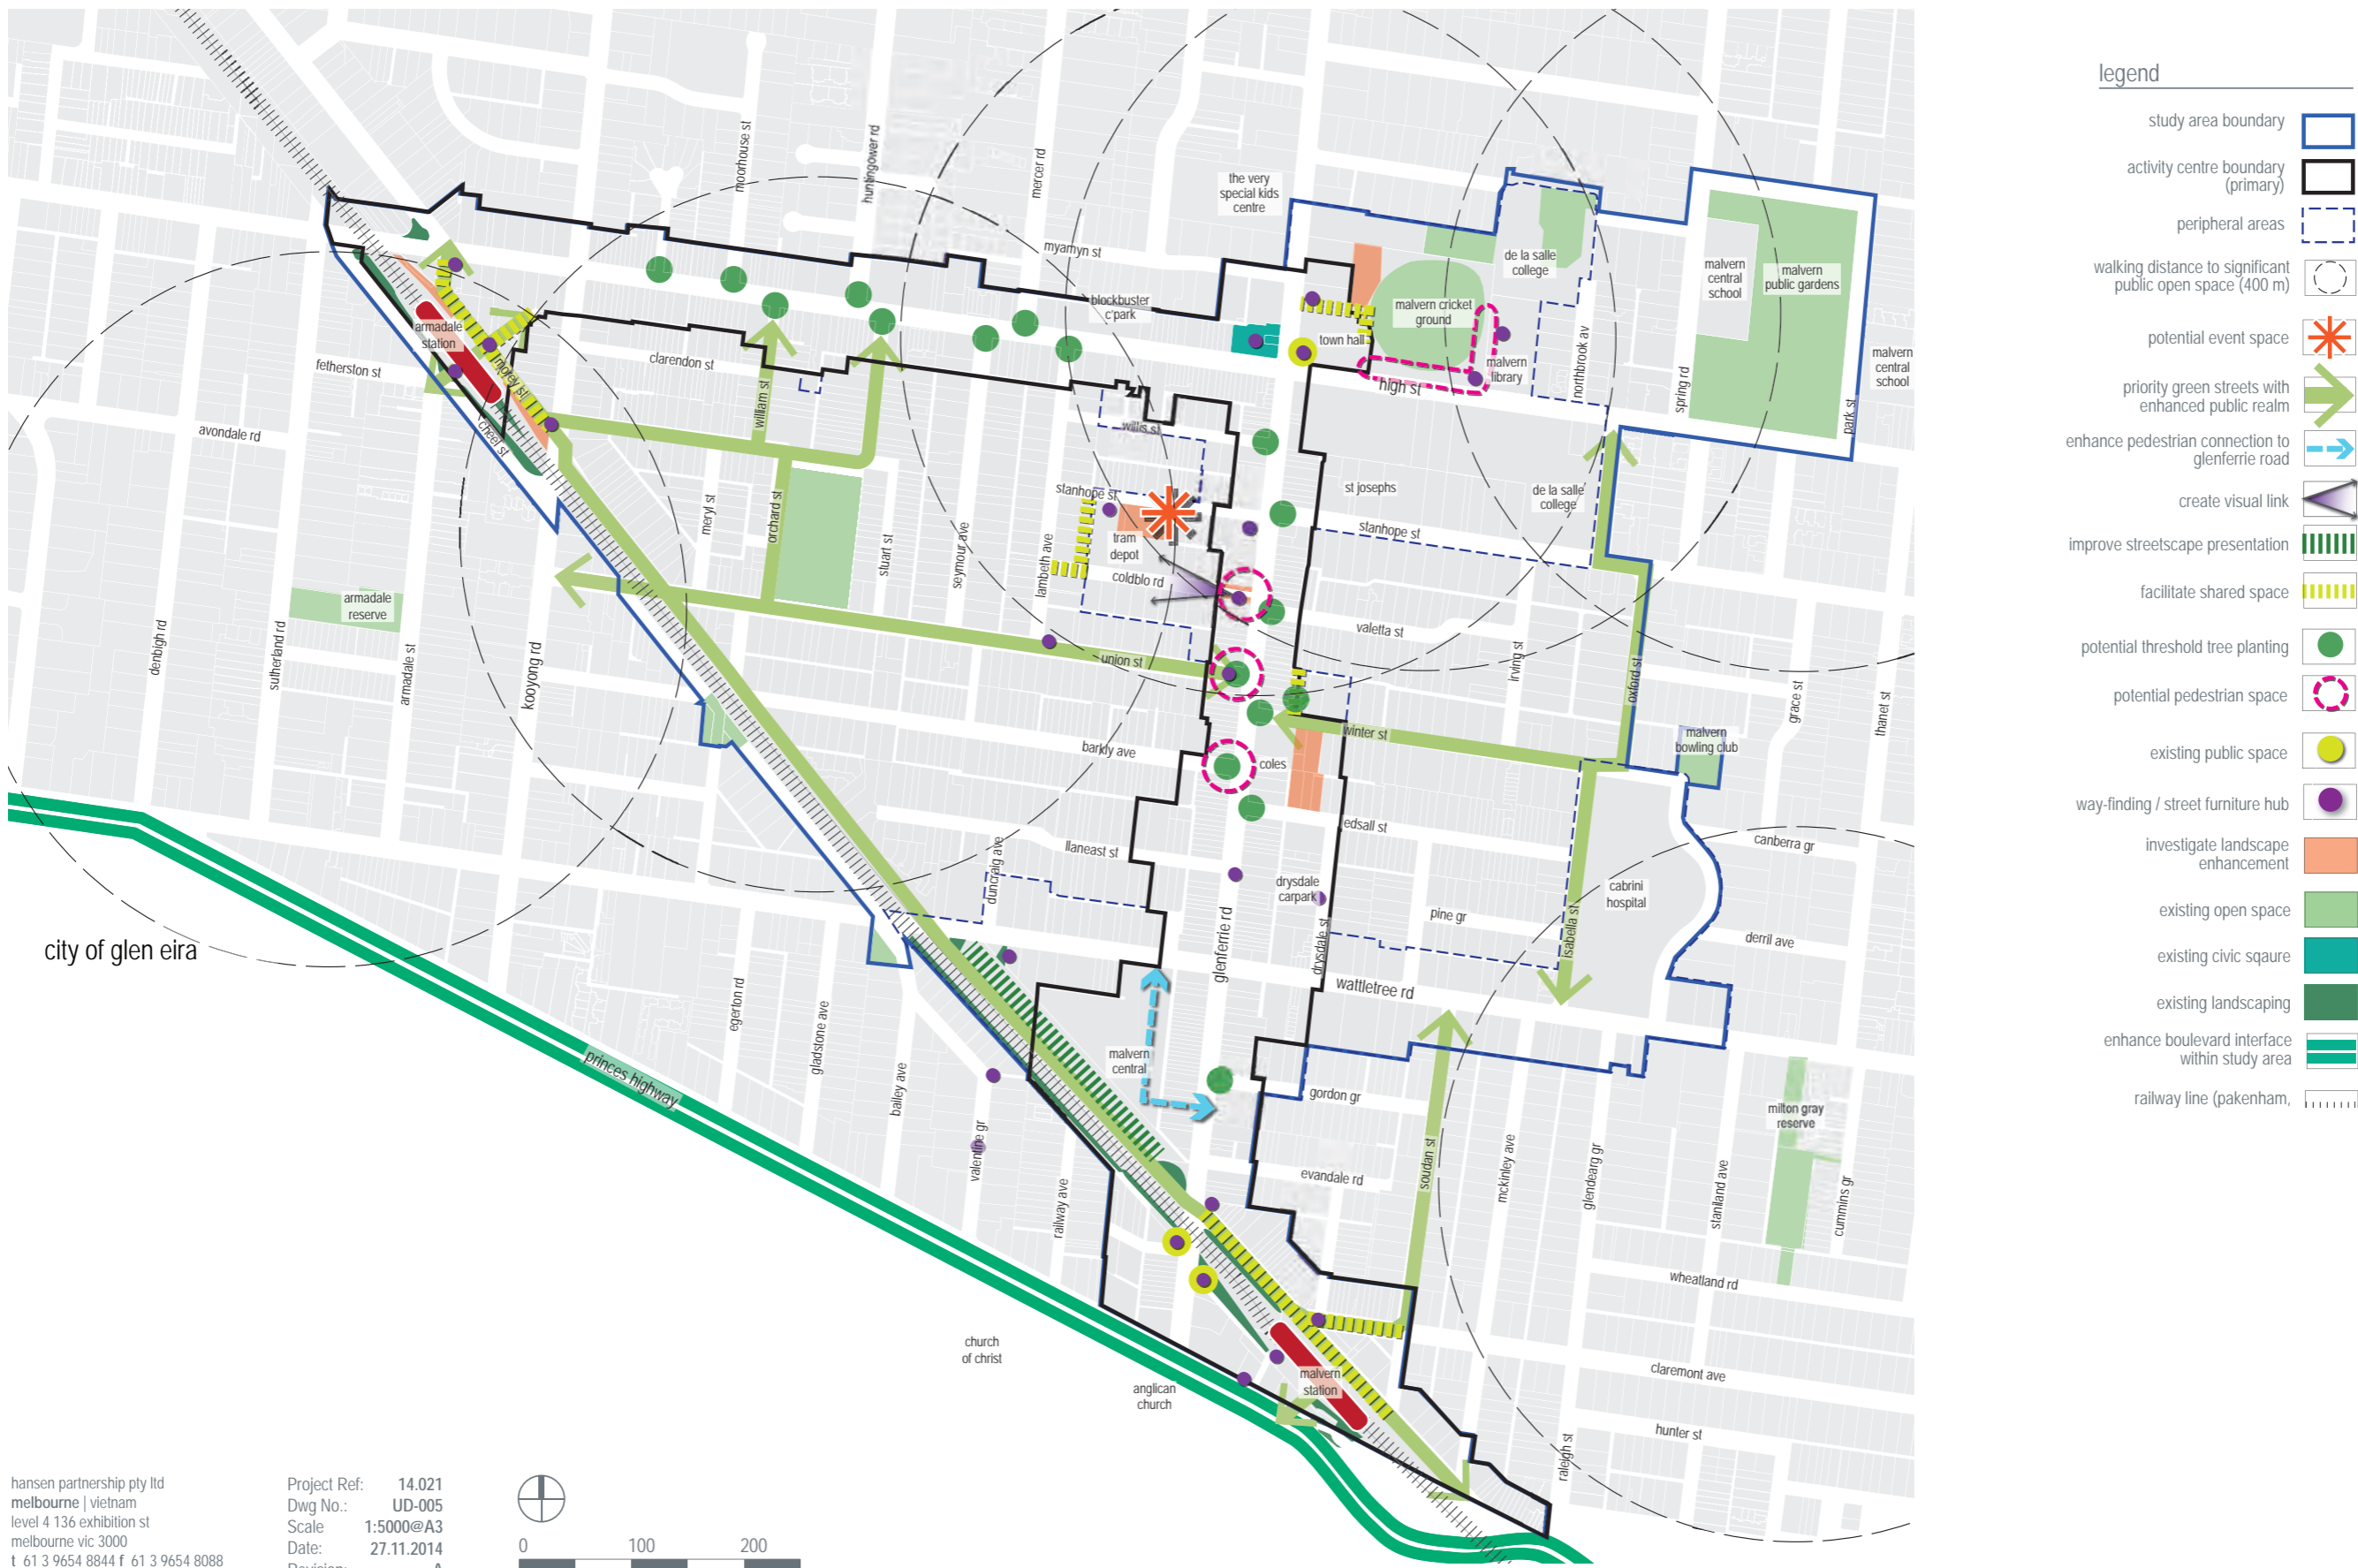 legend
study area boundary
activity centre boundary
(primary)
peripheral areas
walking distance to significant
public open space (400 m)
potential event space
priority green streets with
enhanced public realm
enhance pedestrian connection to
glenferrie road
create visual link
improve streetscape presentation
facilitate shared space
potential threshold tree planting
potential pedestrian space
existing public space
way-finding / street furniture hub
investigate landscape
enhancement
existing open space
existing civic sqaure
existing landscaping
enhance boulevard interface
within study area
railway line (pakenham,
moorhouse st
huntingower rd
mercer rd
the very
special kids
centre
myamyn st
blockbuster
c'park
de la salle
college
malvern
central
school
malvern
public gardens
malvern cricket
ground
town hall
malvern
library
high st
northbrook av
spring rd
park st
malvern
central
school
armadale
station
morey st
fetherston st
cheel st
clarendon st
william st
avondale rd
willis st
stanhope st
tram
depot
coldblo rd
st josephs
stanhope st
de la salle
college
meryl st
orchard st
stuart st
seymour ave
lambeth ave
armadale
reserve
denbigh rd
sutherland rd
armadale st
kooyong rd
union st
valetta st
irving st
oxford st
grace st
thanet st
barkly ave
coles
winter st
malvern
bowling club
llaneast st
duncraig ave
edsall st
canberra gr
drysdale
carpark
drysdale st
glenferrie rd
pine gr
isabella st
cabrini
hospital
derril ave
wattletree rd
city of glen eira
princes highway
egerton rd
gladstone ave
bailey ave
valentine gr
railway ave
malvern
central
gordon gr
evandale rd
soudan st
mckinley ave
glendearg gr
staniland ave
milton gray
reserve
cummins gr
wheatland rd
claremont ave
hunter st
raleigh st
church
of christ
anglican
church
malvern
station
hansen partnership pty ltd
melbourne | vietnam
level 4 136 exhibition st
melbourne vic 3000
t 61 3 9654 8844 f 61 3 9654 8088
Project Ref: 14.021
Dwg No.: UD-005
Scale 1:5000@A3
Date: 27.11.2014
Revision: A
0 100 200